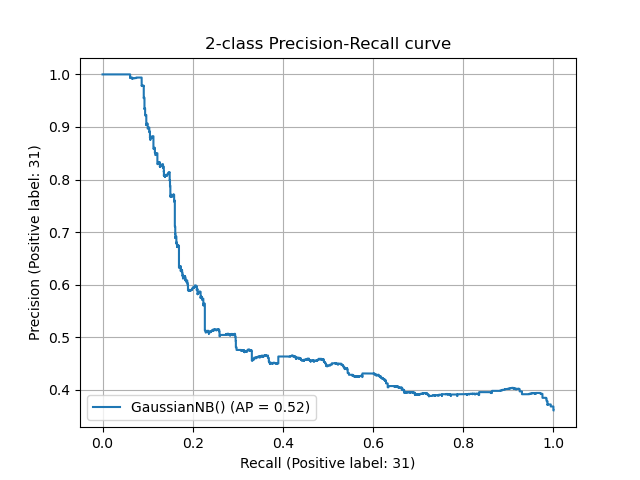 2-class Precision-Recall curve
Precision (Positive label: 31)
1.0
0.9
0.8
0.7
0.6
0.5
0.4
GaussianNB() (AP = 0.52)
0.0 0.2 0.4 0.6 0.8 1.0
Recall (Positive label: 31)